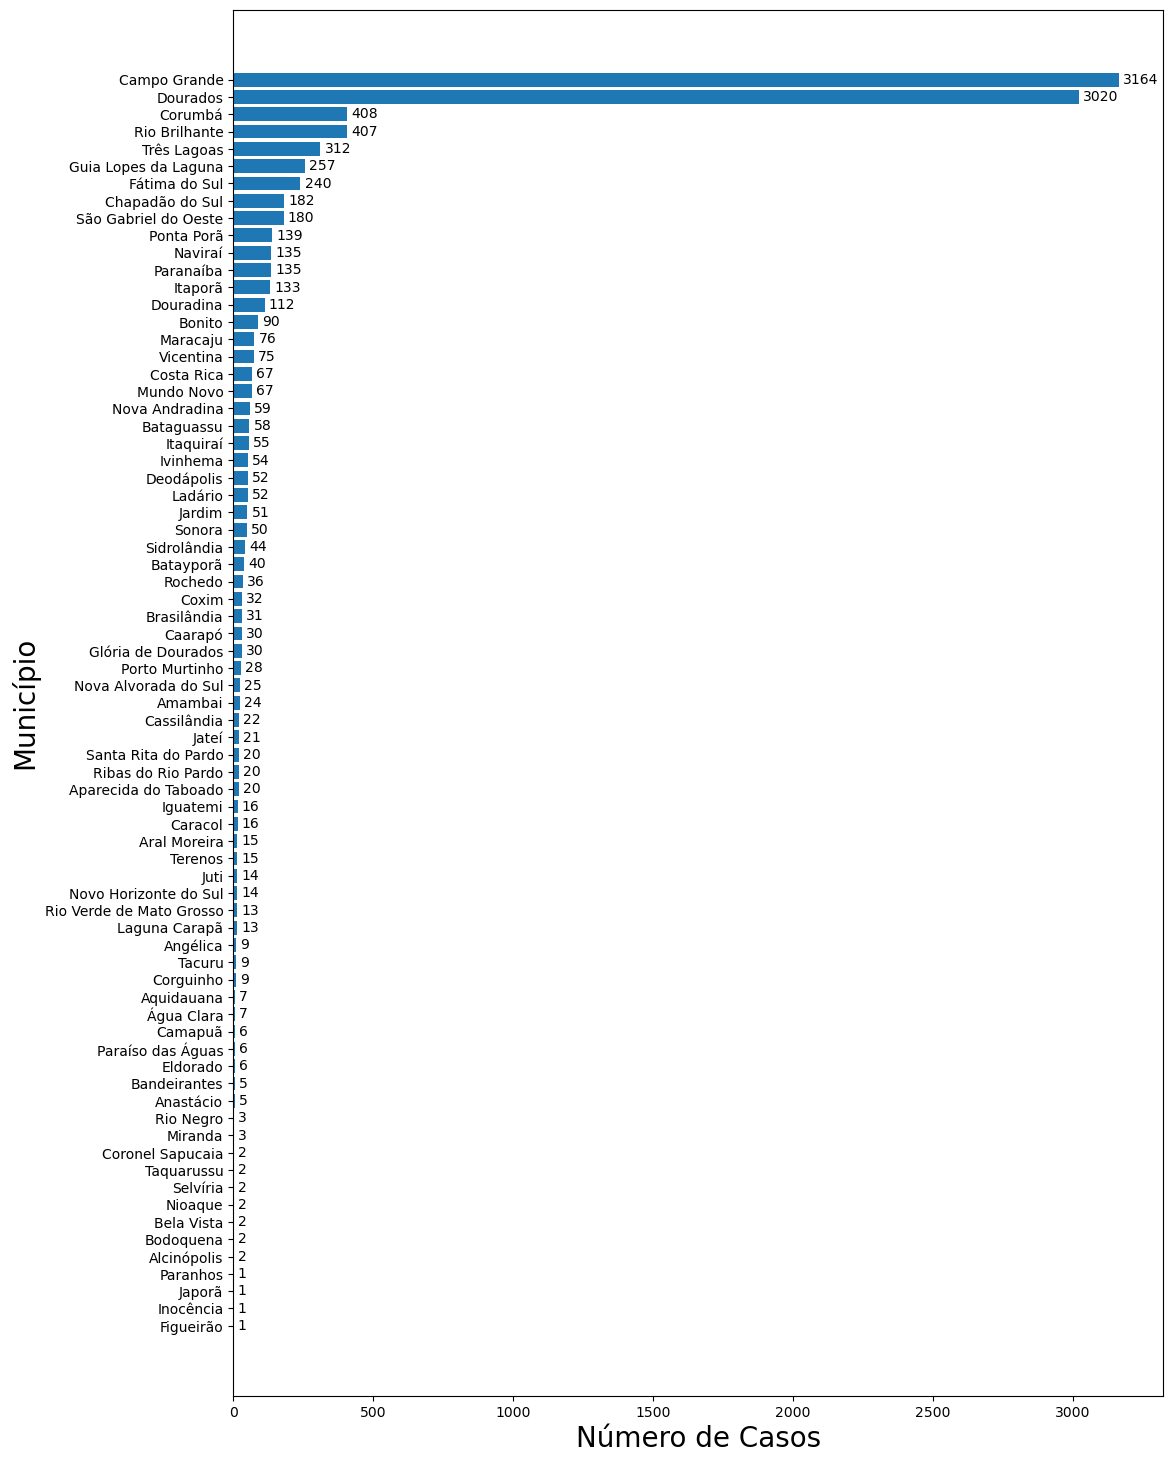 Campo Grande 3164
Dourados 3020
Corumbá 408
Rio Brilhante 407
Três Lagoas 312
Guia Lopes da Laguna 257
Fátima do Sul 240
Chapadão do Sul 182
São Gabriel do Oeste 180
Ponta Porã 139
Naviraí 135
Paranaíba 135
Itaporã 133
Douradina 112
Bonito 90
Maracaju 76
Vicentina 75
Costa Rica 67
Mundo Novo 67
Nova Andradina 59
Bataguassu 58
Itaquiraí 55
Ivinhema 54
Deodápolis 52
Ladário 52
Jardim 51
Sonora 50
Sidrolândia 44
Batayporã 40
Rochedo 36
Coxim 32
Brasilândia 31
Caarapó 30
Glória de Dourados 30
Porto Murtinho 28
Nova Alvorada do Sul 25
Amambai 24
Cassilândia 22
Jateí 21
Santa Rita do Pardo 20
Ribas do Rio Pardo 20
Aparecida do Taboado 20
Iguatemi 16
Caracol 16
Aral Moreira 15
Terenos 15
Juti 14
Novo Horizonte do Sul 14
Rio Verde de Mato Grosso 13
Laguna Carapã 13
Angélica 9
Tacuru 9
Corguinho 9
Aquidauana 7
Água Clara 7
Camapuã 6
Paraíso das Águas 6
Eldorado 6
Bandeirantes 5
Anastácio 5
Rio Negro 3
Miranda 3
Coronel Sapucaia 2
Taquarussu 2
Selvíria 2
Nioaque 2
Bela Vista 2
Bodoquena 2
Alcinópolis 2
Paranhos 1
Japorã 1
Inocência 1
Figueirão 1
Município
0 500 1000 1500 2000 2500 3000
Número de Casos